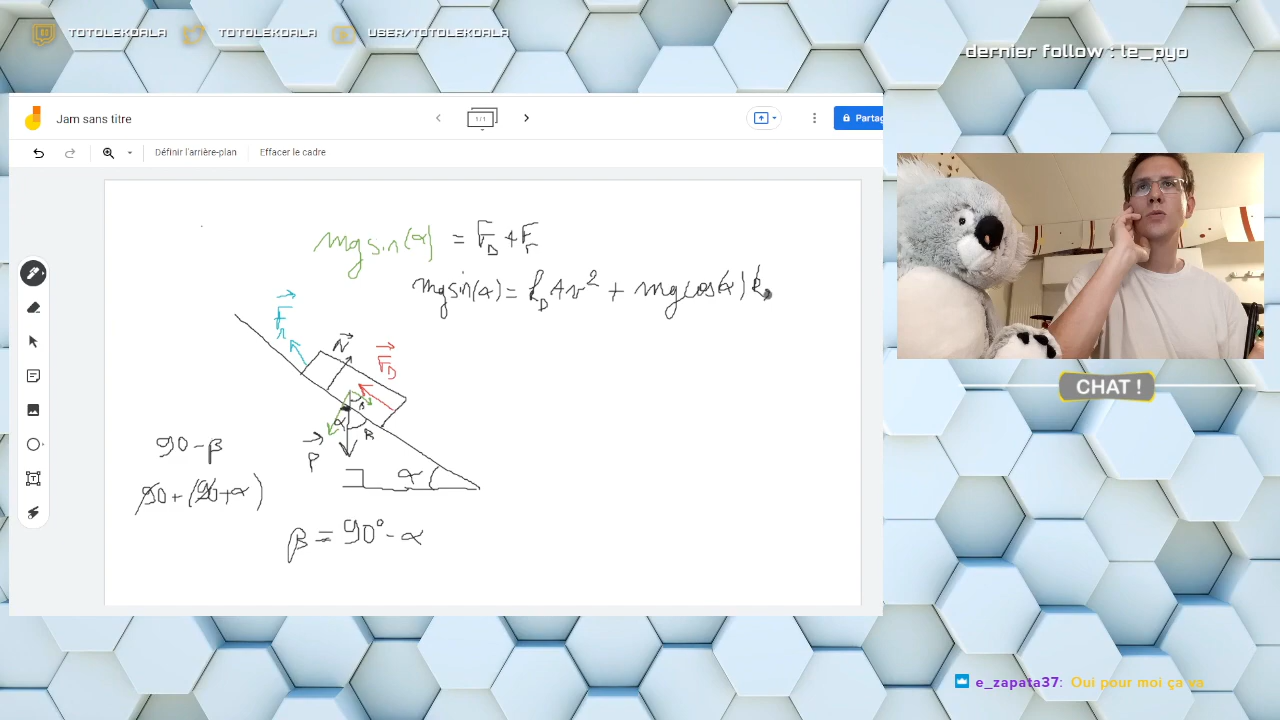 TOTOLEKOALA TOTOLEKOALA USER/TOTOLEKOALA
dernier follow : le_pyo
Jam sans titre
1/1
Partag
Définir l'arrière-plan Effacer le cadre
mg sin(α) = F_D + F_r
mg sin(α) = k_D A v² + mg cos(α) k
F_r
N
F_D
β
α
β
P
α
90 - β
90 + (90 + α)
β = 90° - α
CHAT !
e_zapata37: Oui pour moi ça va